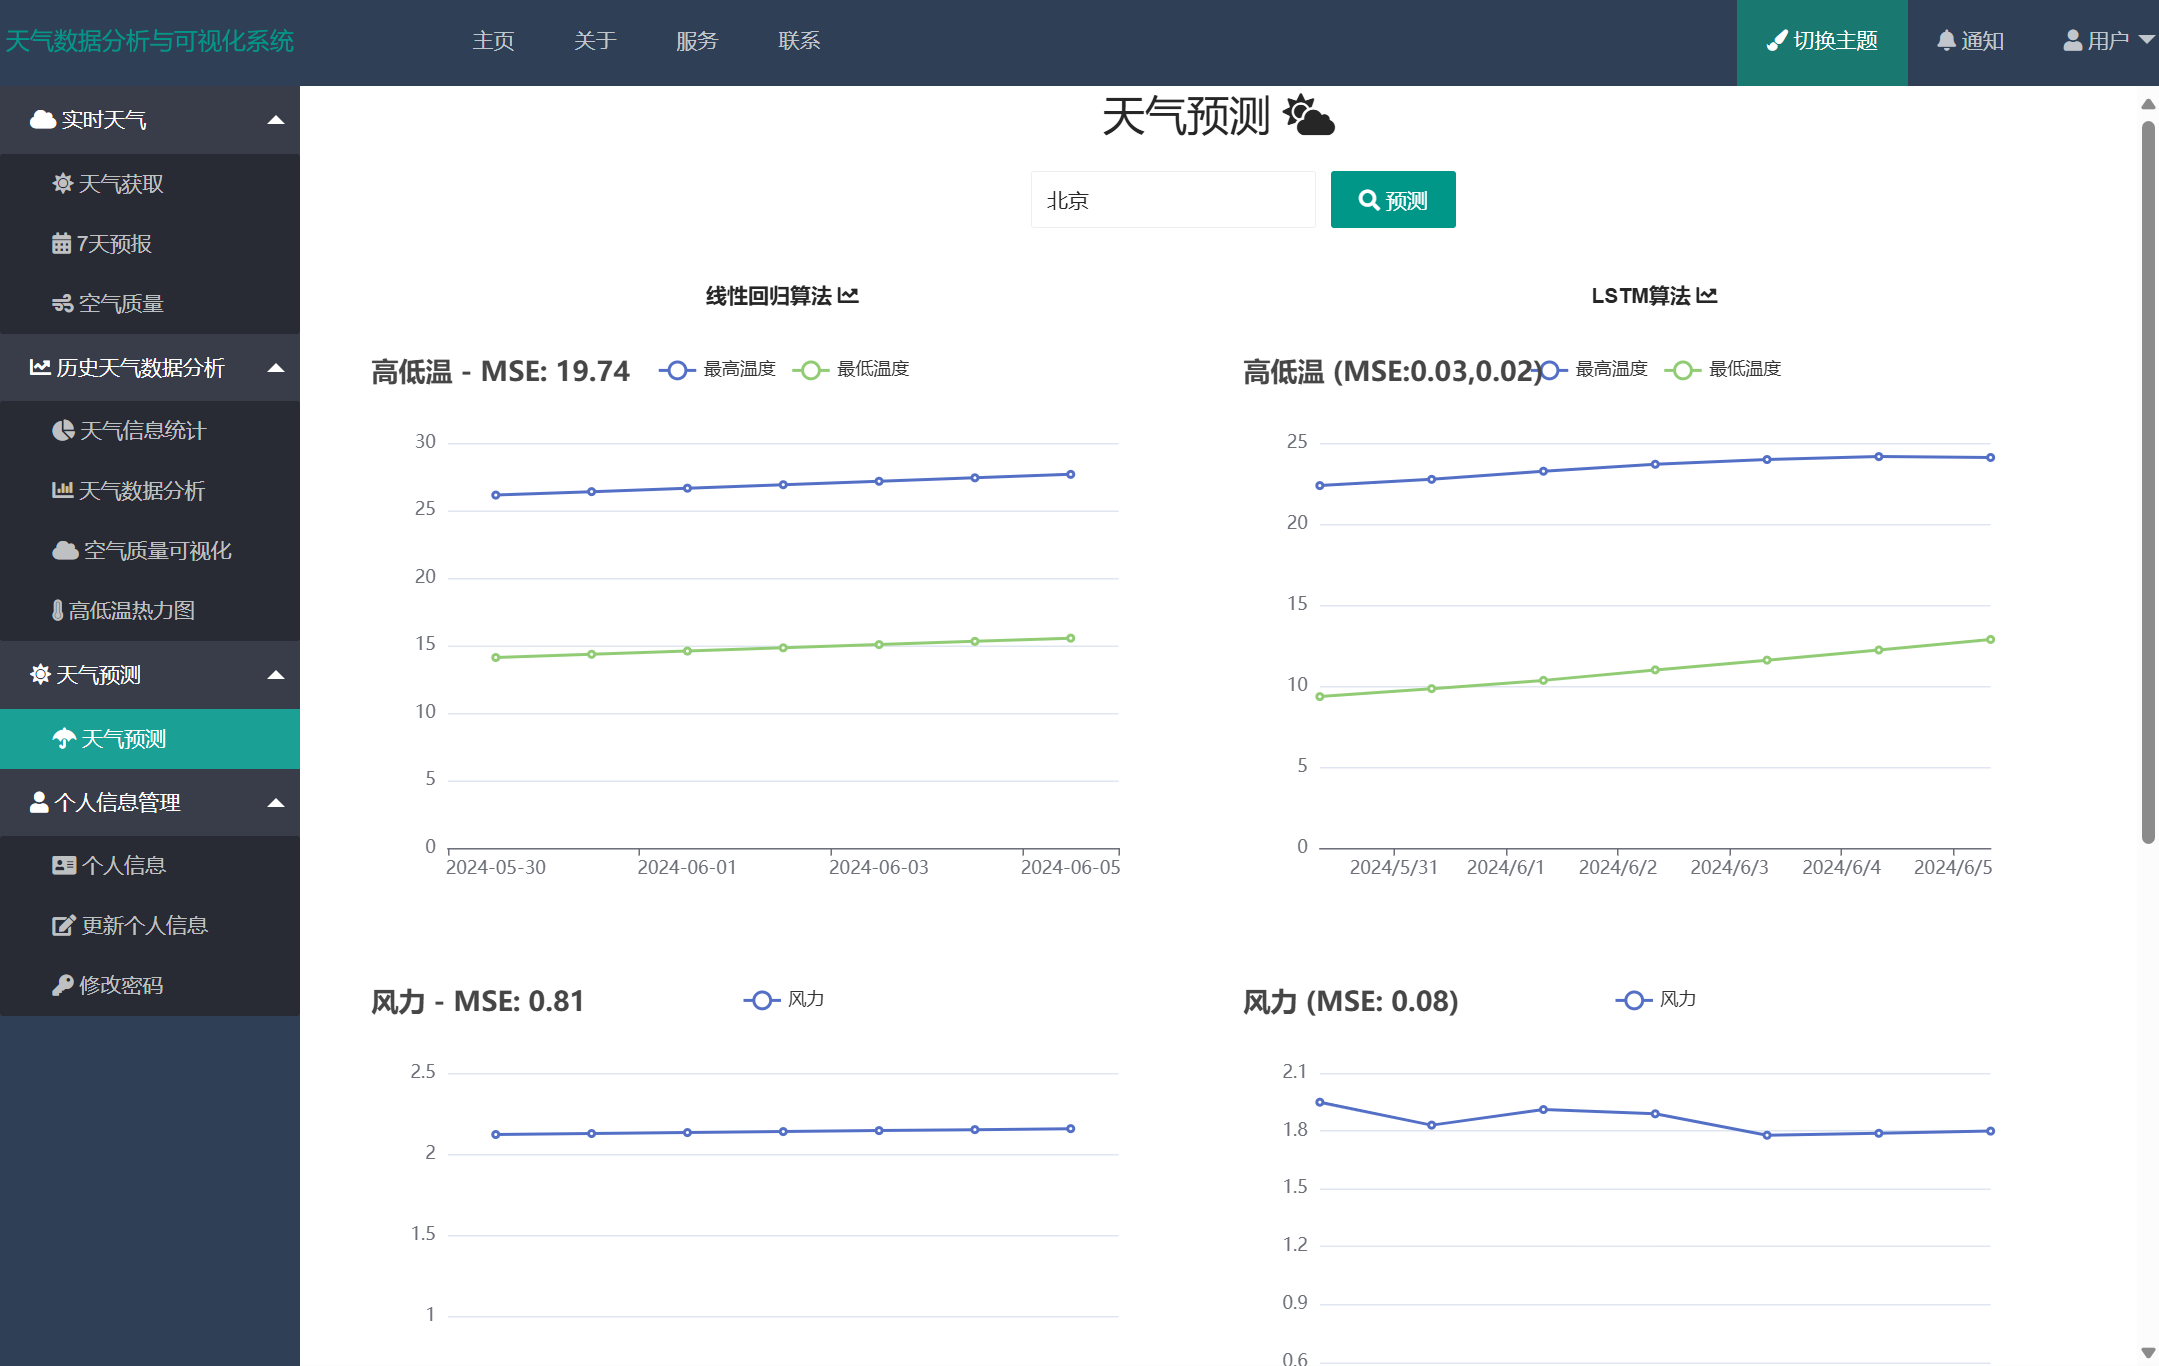 天气数据分析与可视化系统
主页
关于
服务
联系
切换主题
通知
用户
实时天气
天气获取
7天预报
空气质量
历史天气数据分析
天气信息统计
天气数据分析
空气质量可视化
高低温热力图
天气预测
天气预测
个人信息管理
个人信息
更新个人信息
修改密码
天气预测
北京
预测
线性回归算法
高低温 - MSE: 19.74
最高温度
最低温度
30
25
20
15
10
5
0
2024-05-30
2024-06-01
2024-06-03
2024-06-05
LSTM算法
高低温 (MSE:0.03,0.02)
最高温度
最低温度
25
20
15
10
5
0
2024/5/31
2024/6/1
2024/6/2
2024/6/3
2024/6/4
2024/6/5
风力 - MSE: 0.81
风力
2.5
2
1.5
1
风力 (MSE: 0.08)
风力
2.1
1.8
1.5
1.2
0.9
0.6